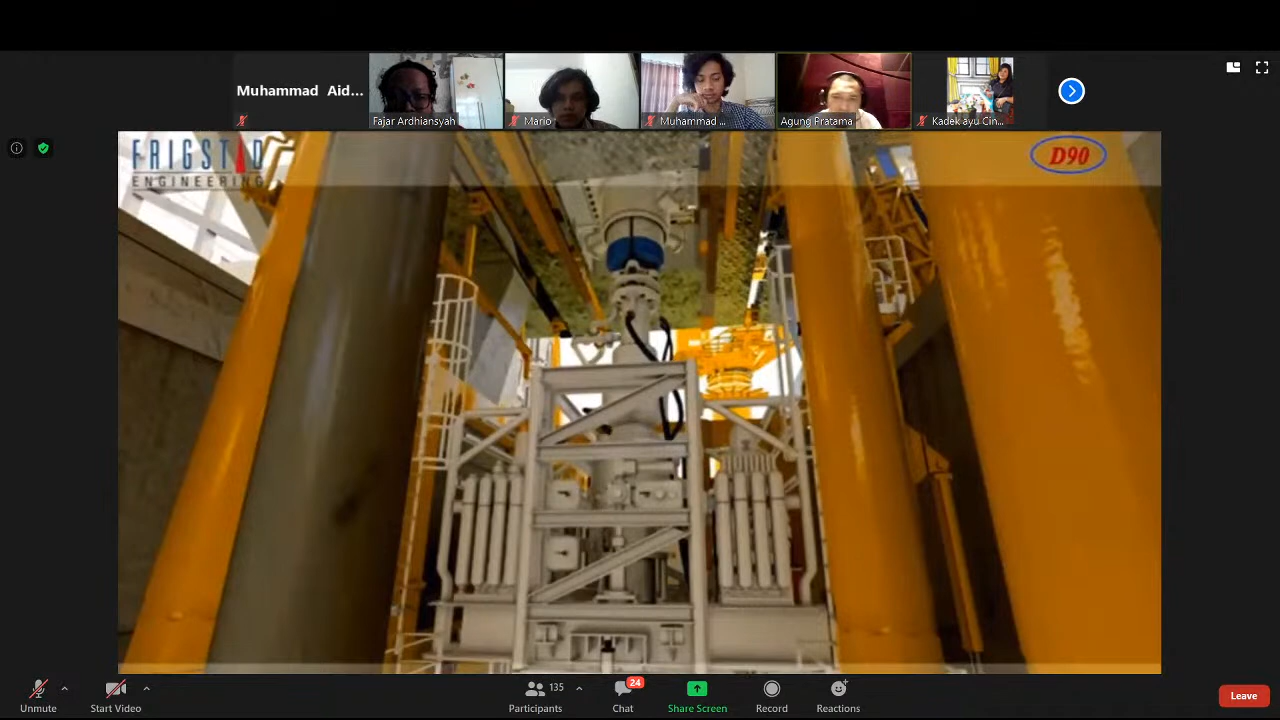 Muhammad Aid...
Fajar Ardhiansyah
Mario
Muhammad ...
Agung Pratama
Kadek ayu Cin...
FRIGSTAD
ENGINEERING
D90
Unmute
Start Video
135
Participants
24
Chat
Share Screen
Record
Reactions
Leave